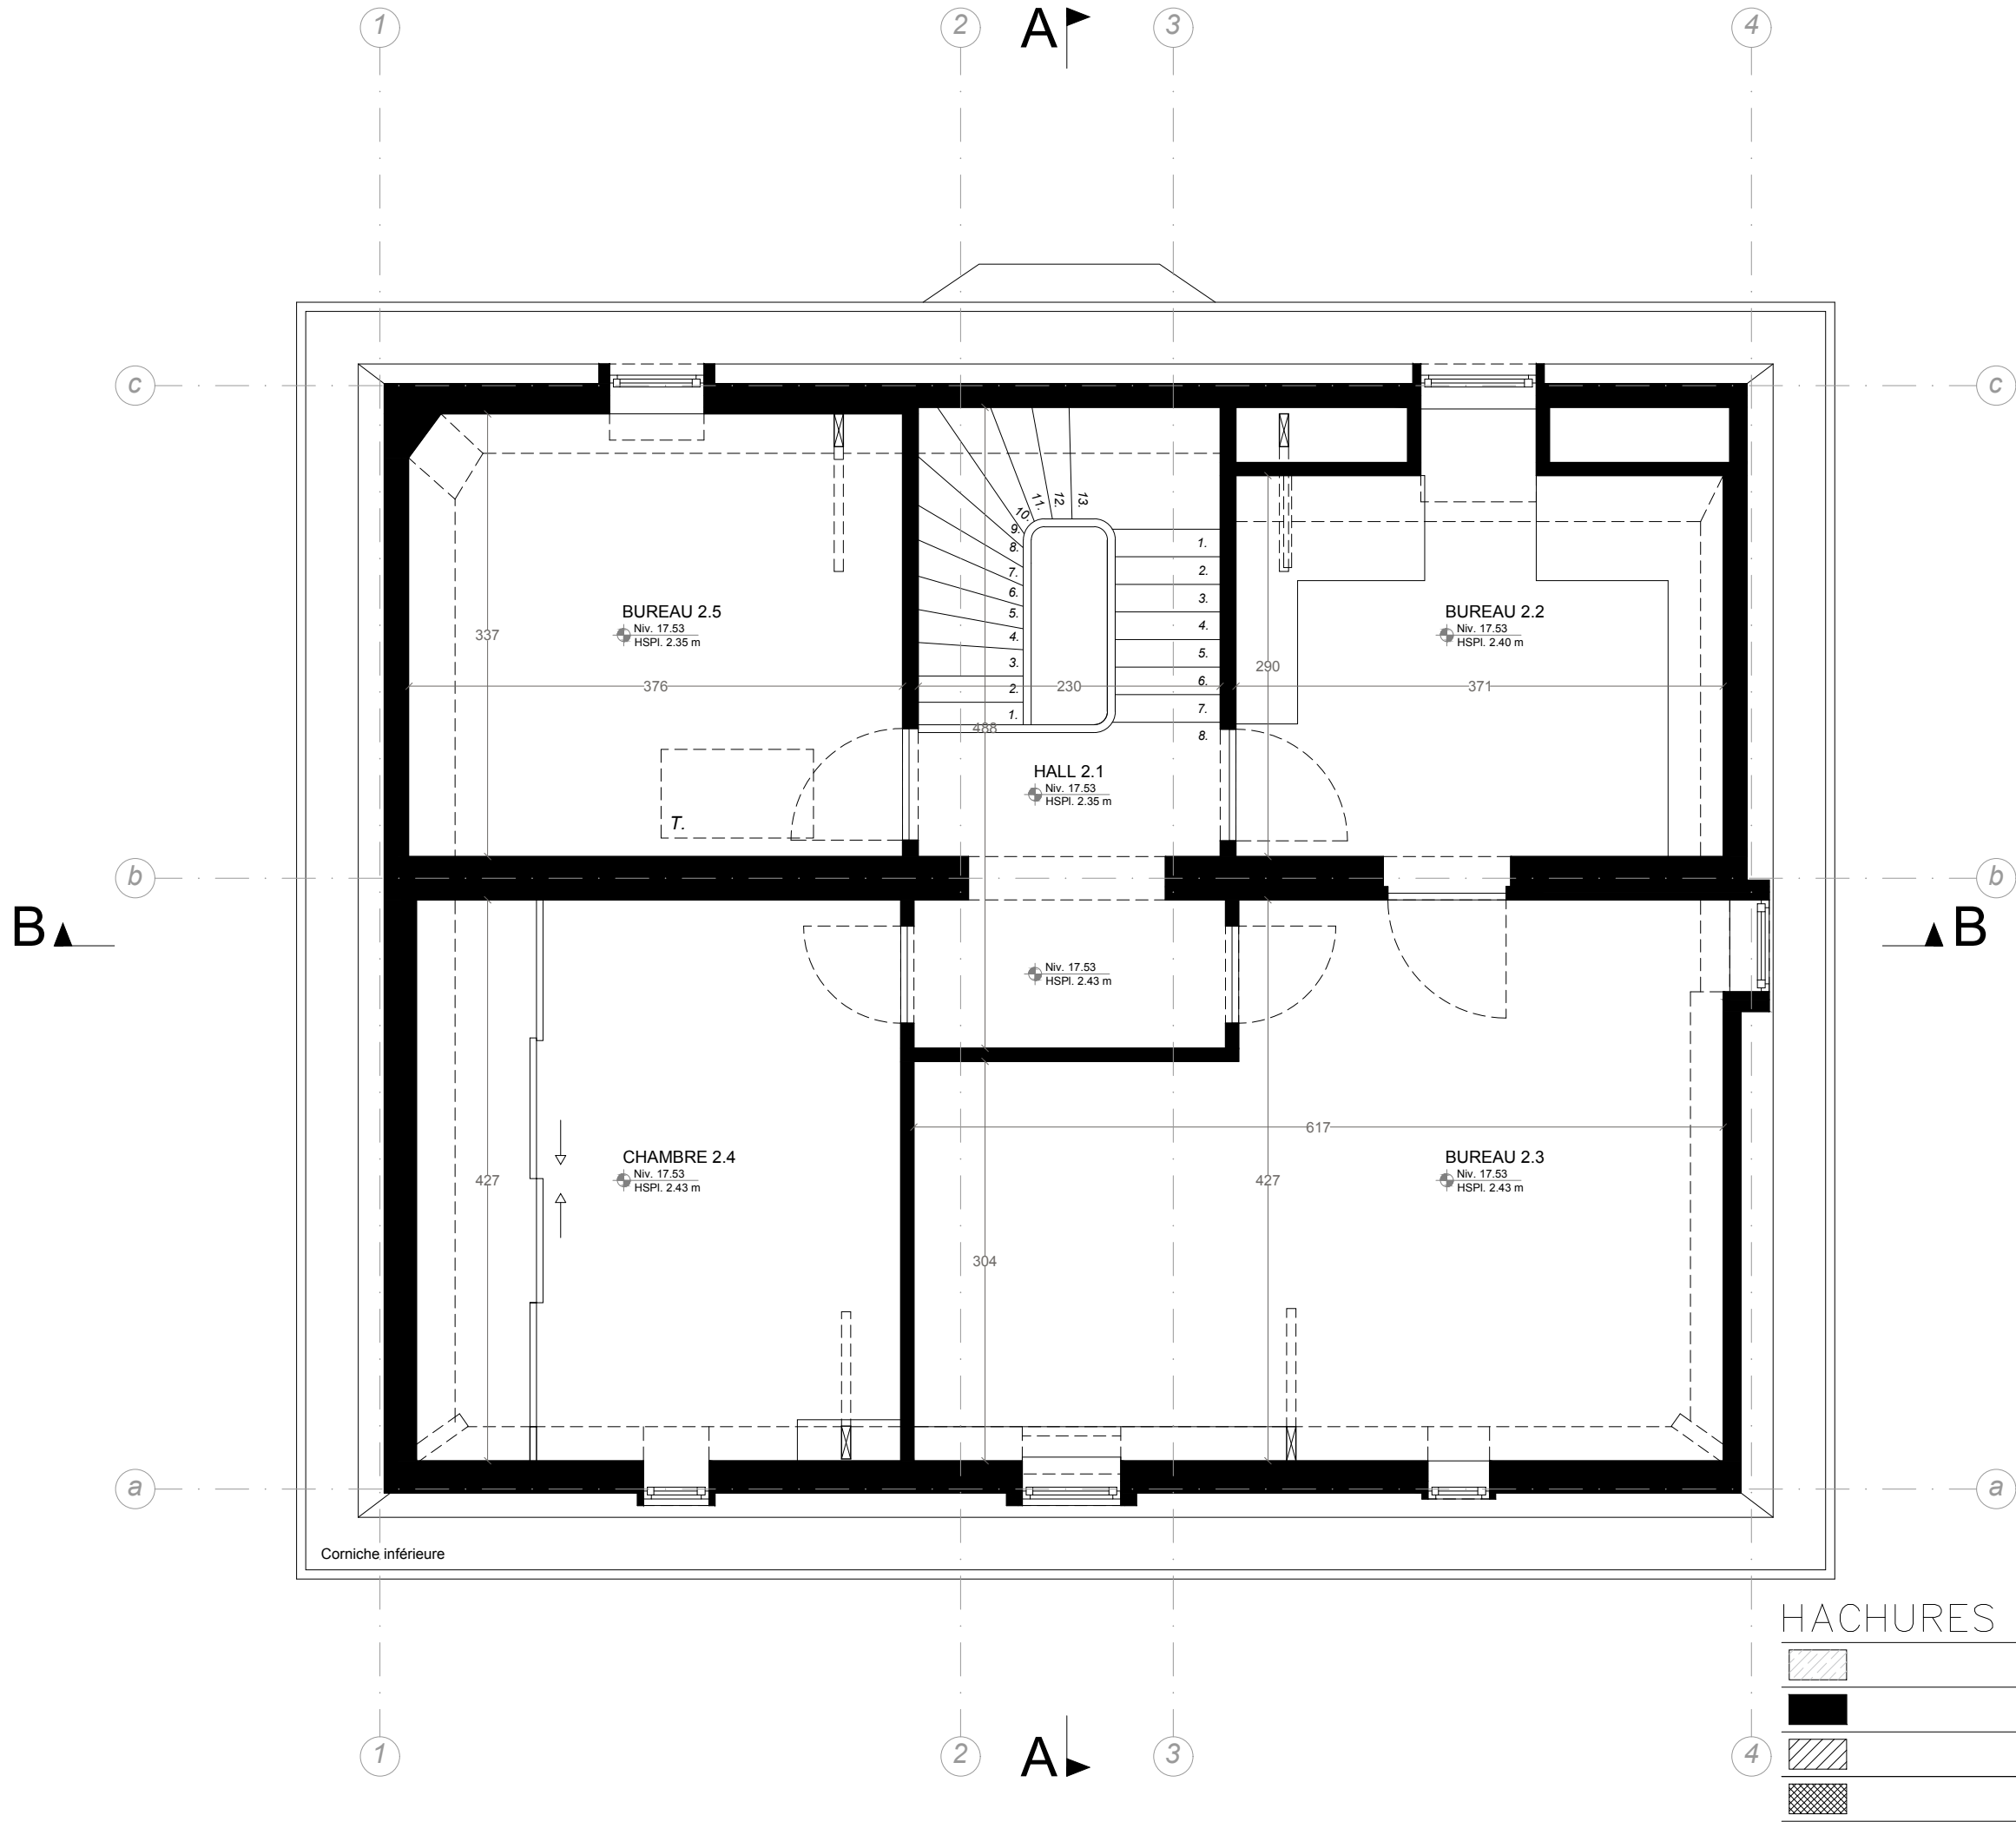 1
2
A
3
4
c
c
10.
11.
12.
13.
9.
8.
7.
6.
5.
4.
3.
2.
1.
1.
2.
3.
4.
5.
6.
7.
8.
BUREAU 2.5
Niv. 17.53
HSPl. 2.35 m
337
376
230
488
T.
BUREAU 2.2
Niv. 17.53
HSPl. 2.40 m
290
371
HALL 2.1
Niv. 17.53
HSPl. 2.35 m
b
b
B
B
Niv. 17.53
HSPl. 2.43 m
617
CHAMBRE 2.4
Niv. 17.53
HSPl. 2.43 m
427
BUREAU 2.3
Niv. 17.53
HSPl. 2.43 m
427
304
a
a
Corniche inférieure
HACHURES
1
2
A
3
4